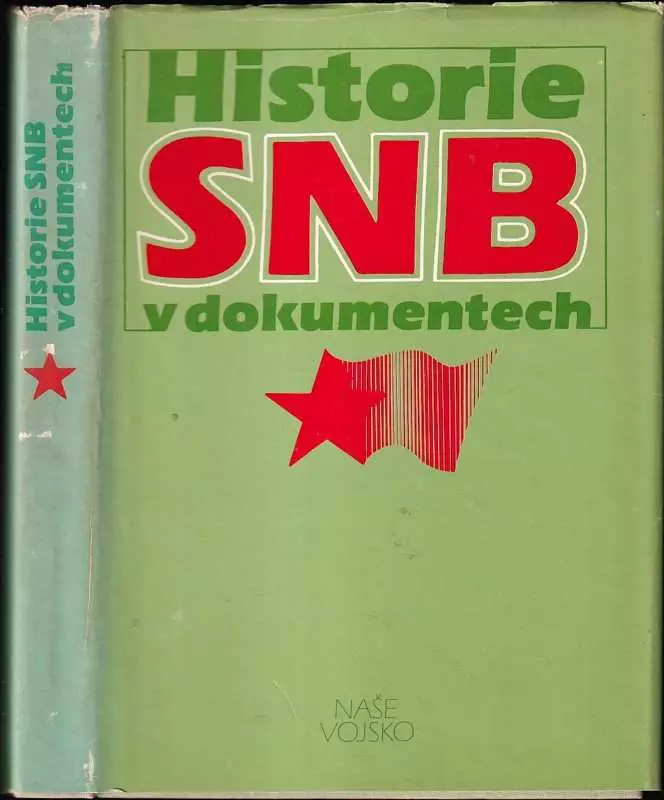 Historie SNB
v dokumentech
Historie
SNB
v dokumentech
NAŠE
VOJSKO